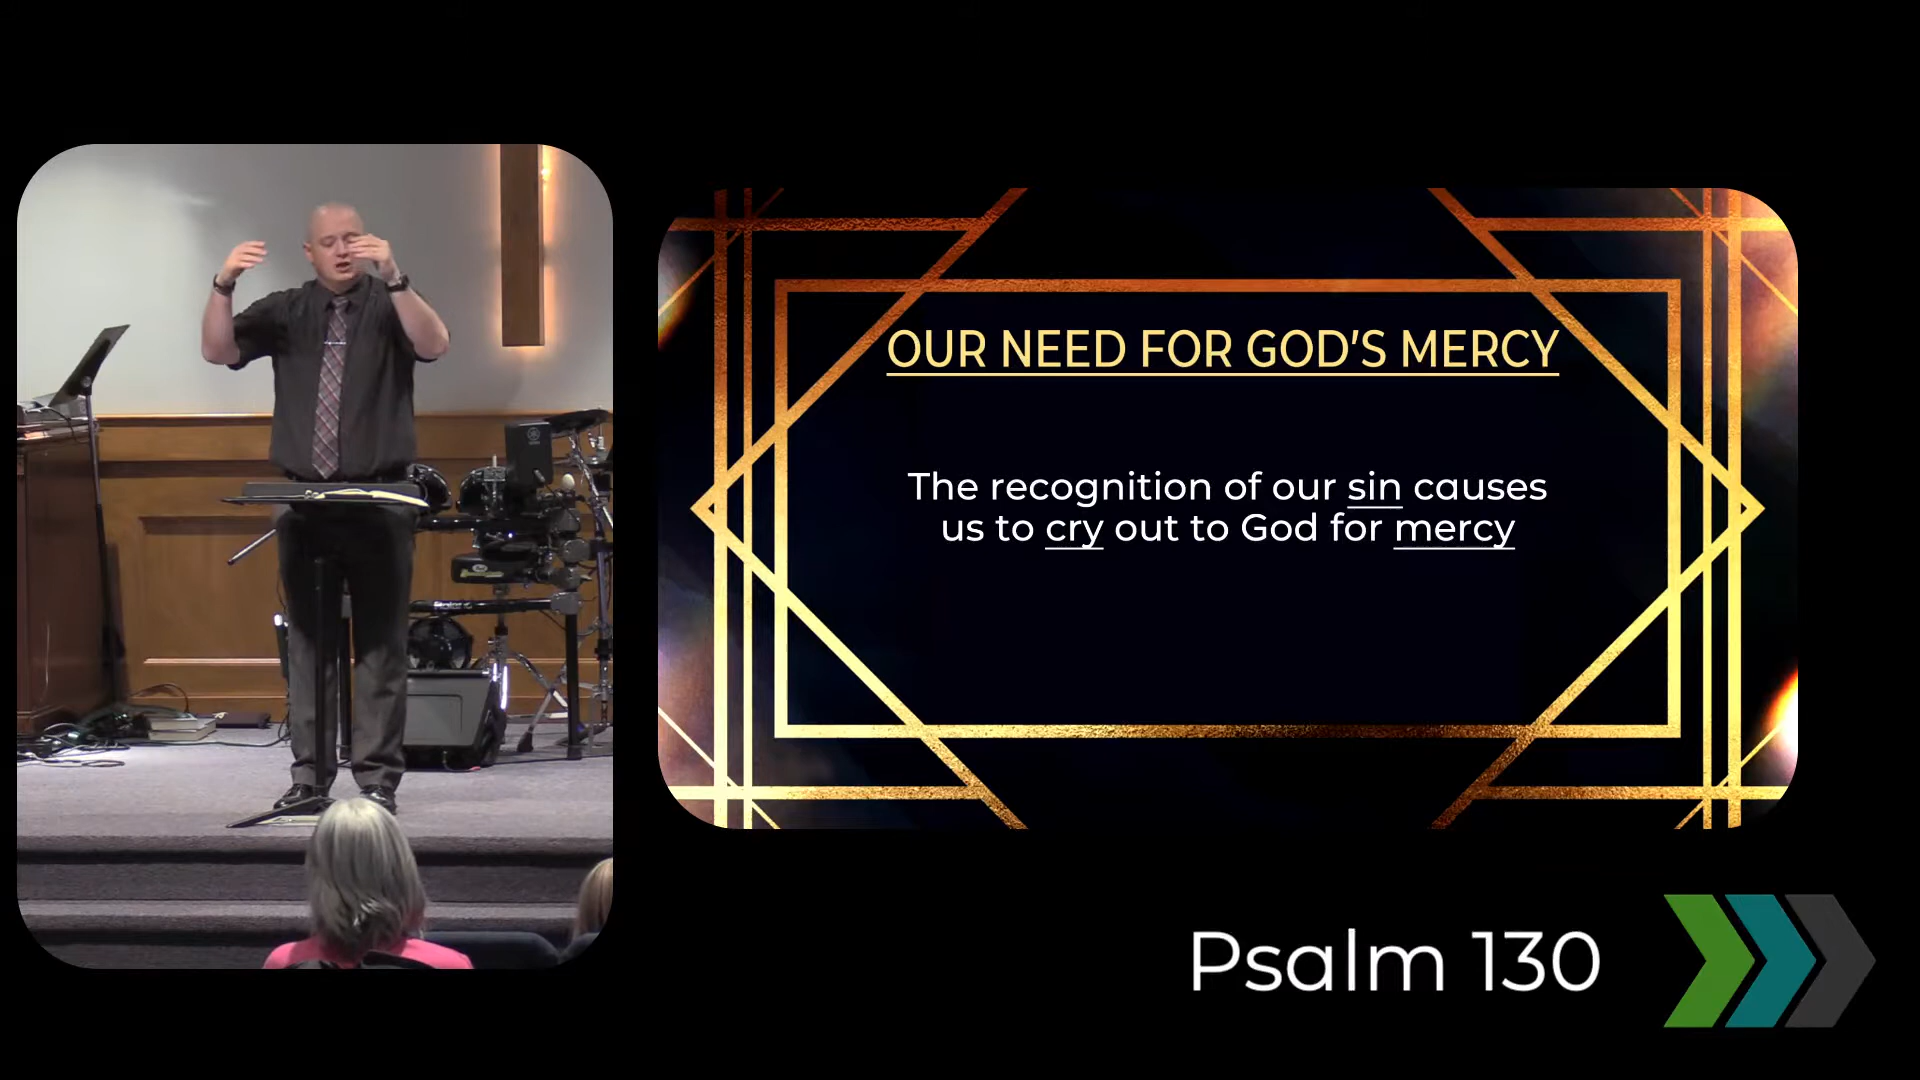 OUR NEED FOR GOD'S MERCY
The recognition of our sin causes
us to cry out to God for mercy
Psalm 130